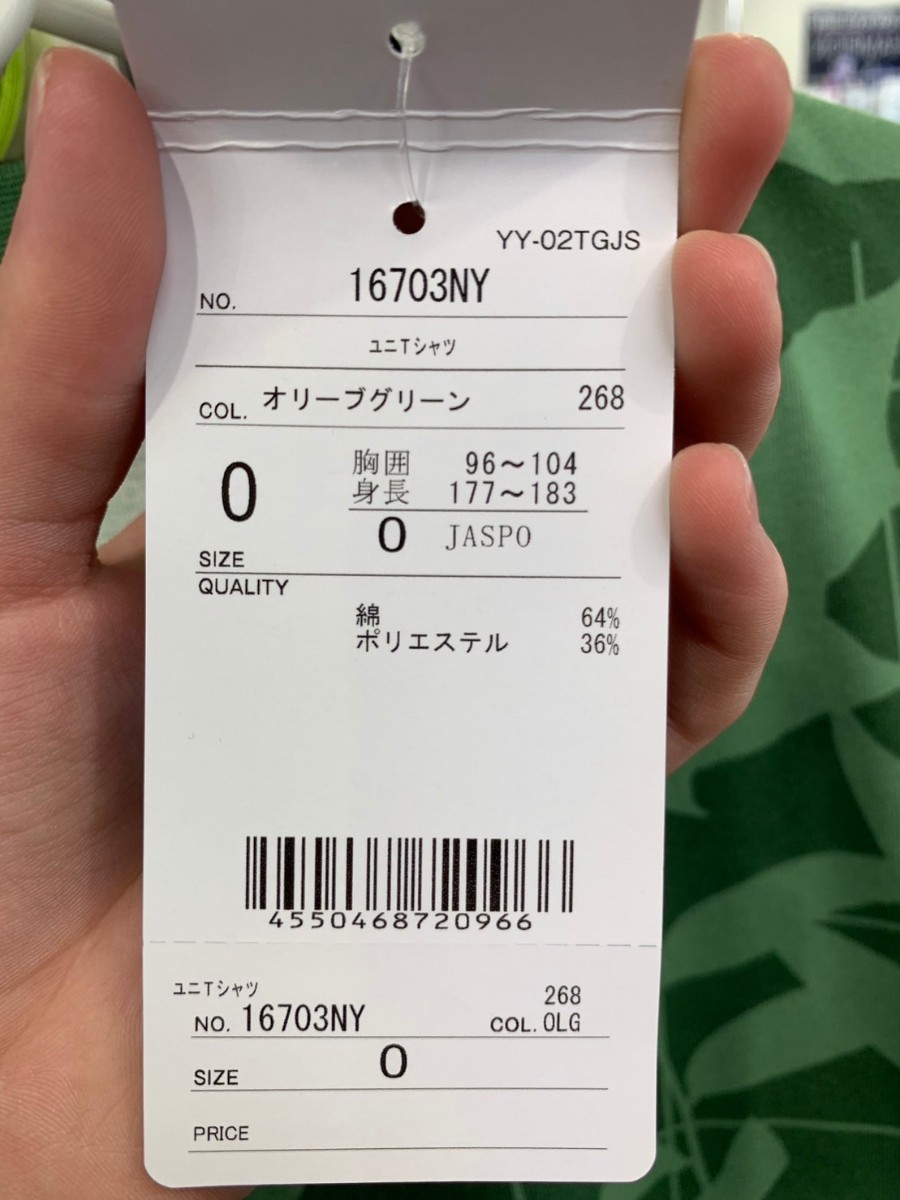 YY-02TGJS
NO. 16703NY
ユニTシャツ
COL. オリーブグリーン 268
0
胸囲 96～104
身長 177～183
0 JASPO
SIZE
QUALITY
綿 64%
ポリエステル 36%
4550468720966
ユニTシャツ
268
NO. 16703NY COL. OLG
SIZE 0
PRICE